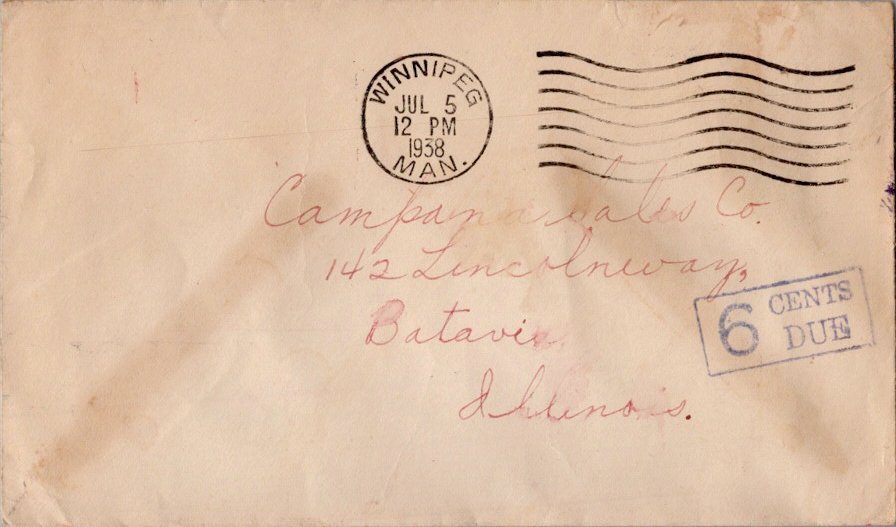 WINNIPEG
JUL 5
12 PM
1938
MAN.
Campana Sales Co.
142 Lincolnway,
Batavia
Illinois.
6 CENTS
DUE